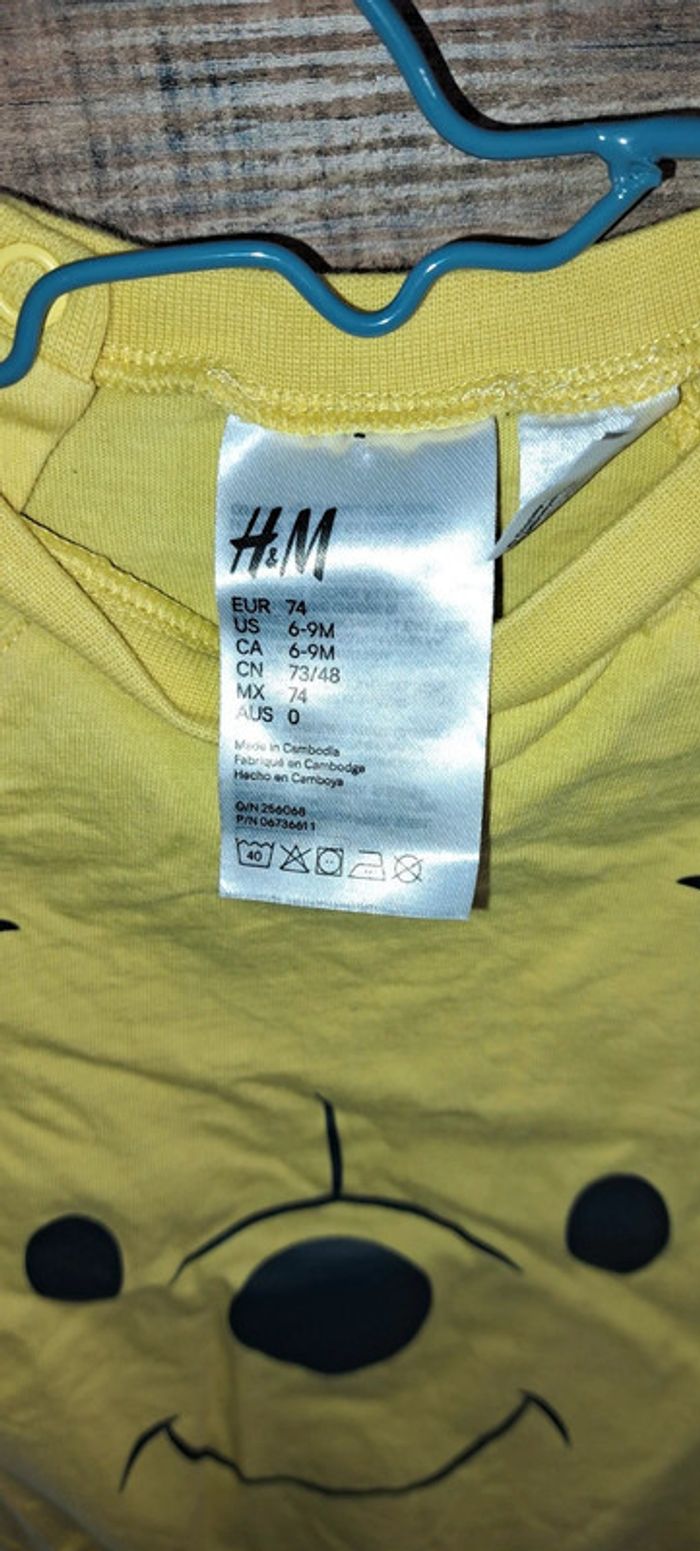 H&M
EUR 74
US 6-9M
CA 6-9M
CN 73/48
MX 74
AUS 0
Made in Cambodia
Fabriqué en Cambodge
Hecho en Camboya
O/N 256068
P/N 06736611
40